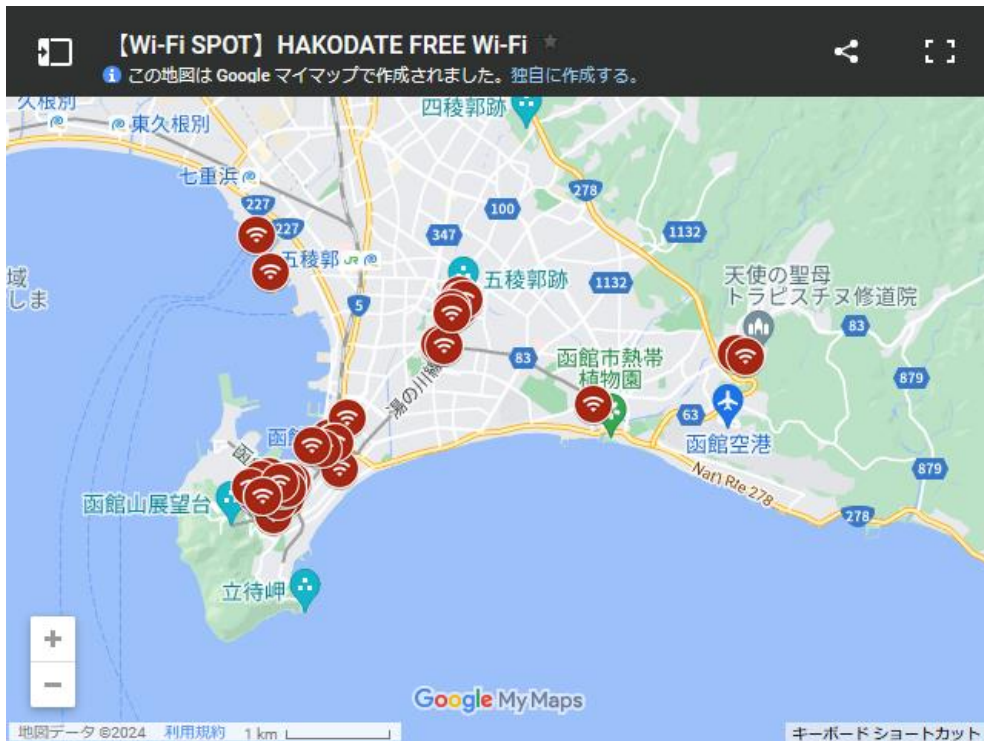 【Wi-Fi SPOT】HAKODATE FREE Wi-Fi
この地図は Google マイマップで作成されました。独自に作成する。
久根別
東久根別
四稜郭跡
七重浜
227
278
100
227
347
1132
五稜郭 JR
五稜郭跡
1132
天使の聖母
トラピスチヌ修道院
域
しま
5
83
83
函館市熱帯
植物園
879
湯の川線
63
函館空港
函館
函
879
Nat'l Rte 278
278
函館山展望台
立待岬
+
−
Google My Maps
地図データ ©2024 利用規約 1 km
キーボード ショートカット